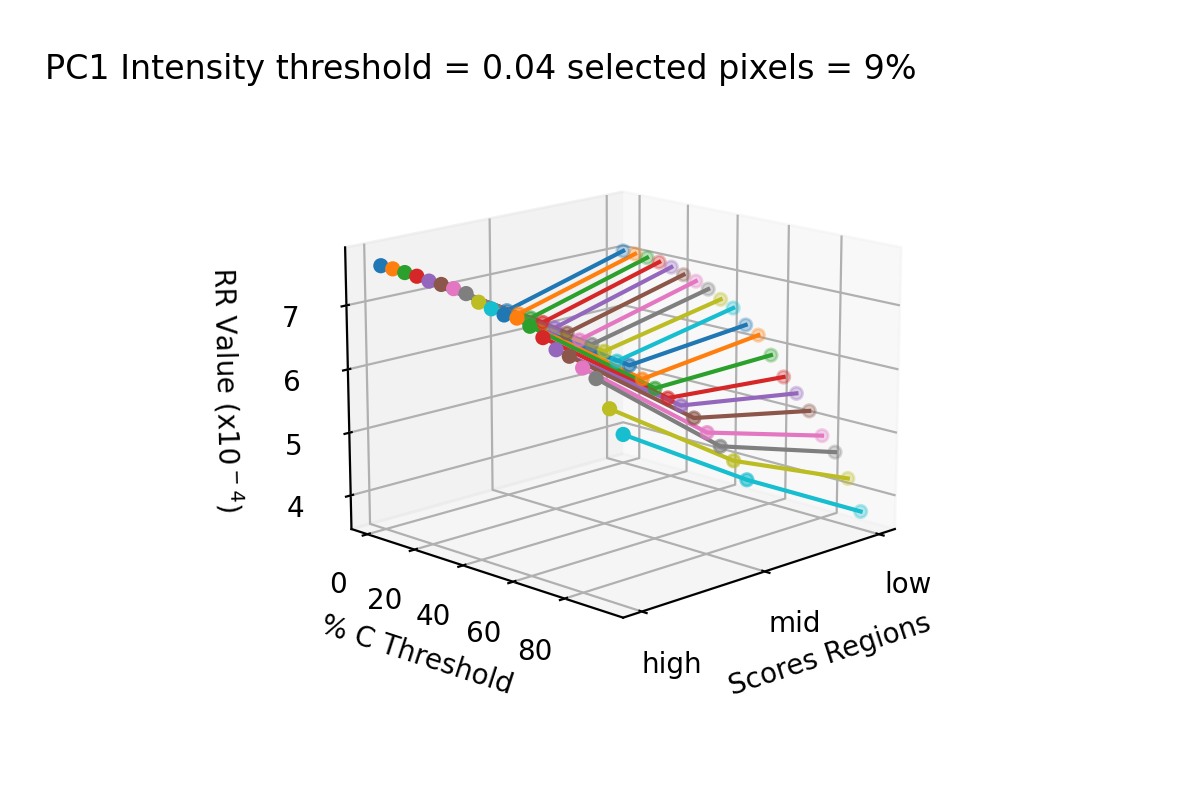 PC1 Intensity threshold = 0.04 selected pixels = 9%
RR Value (x10⁻⁴)
7
6
5
4
0
20
40
60
80
% C Threshold
high
mid
low
Scores Regions